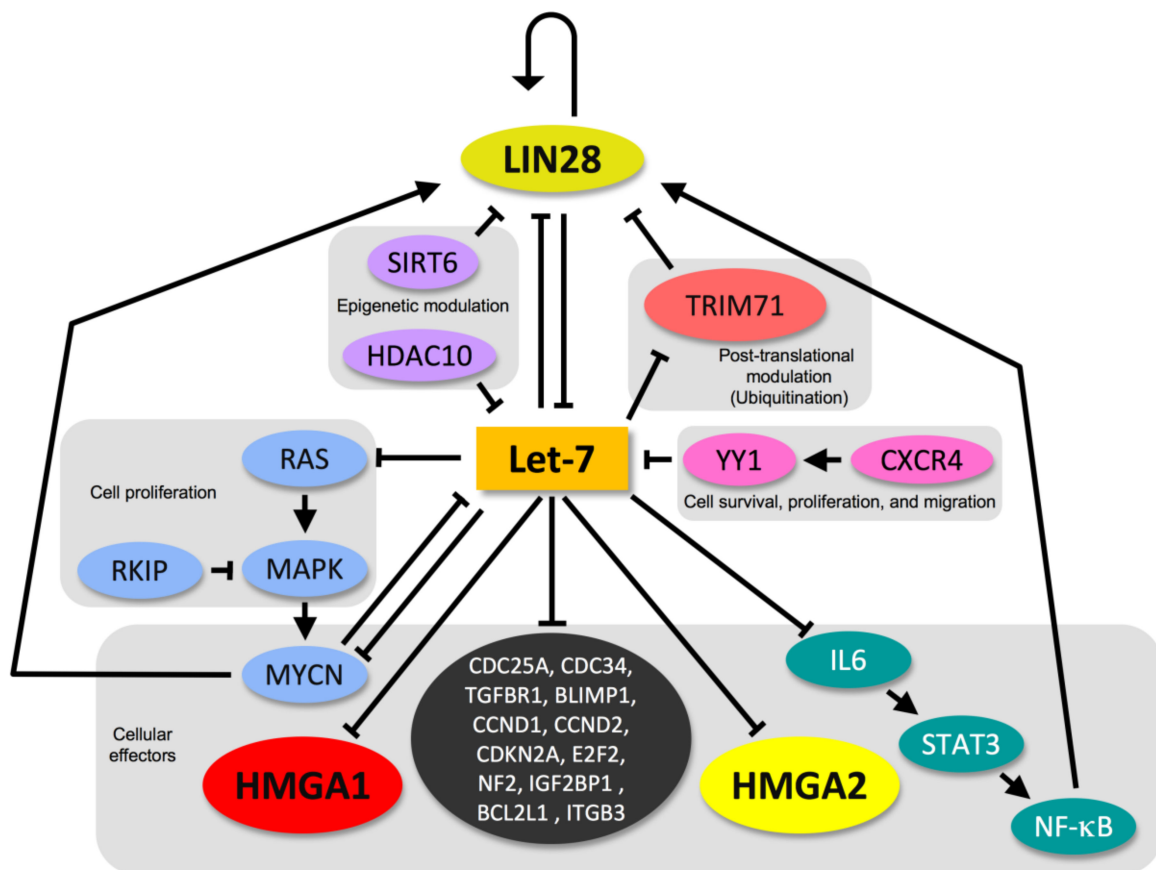 LIN28
SIRT6
Epigenetic modulation
HDAC10
TRIM71
Post-translational
modulation
(Ubiquitination)
RAS
Cell proliferation
RKIP
MAPK
Let-7
YY1
CXCR4
Cell survival, proliferation, and migration
MYCN
Cellular
effectors
HMGA1
CDC25A, CDC34,
TGFBR1, BLIMP1,
CCND1, CCND2,
CDKN2A, E2F2,
NF2, IGF2BP1 ,
BCL2L1 , ITGB3
HMGA2
IL6
STAT3
NF-κB